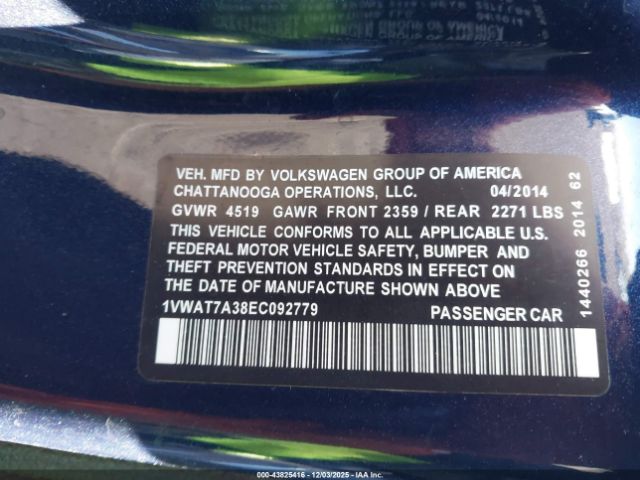 VEH. MFD BY VOLKSWAGEN GROUP OF AMERICA
CHATTANOOGA OPERATIONS, LLC. 04/2014
GVWR 4519 GAWR FRONT 2359 / REAR 2271 LBS
THIS VEHICLE CONFORMS TO ALL APPLICABLE U.S.
FEDERAL MOTOR VEHICLE SAFETY, BUMPER AND
THEFT PREVENTION STANDARDS IN EFFECT ON
THE DATE OF MANUFACTURE SHOWN ABOVE
1VWAT7A38EC092779 PASSENGER CAR
1440266 2014 62
000-43825416 - 12/03/2025 - © IAA Holdings, LLC